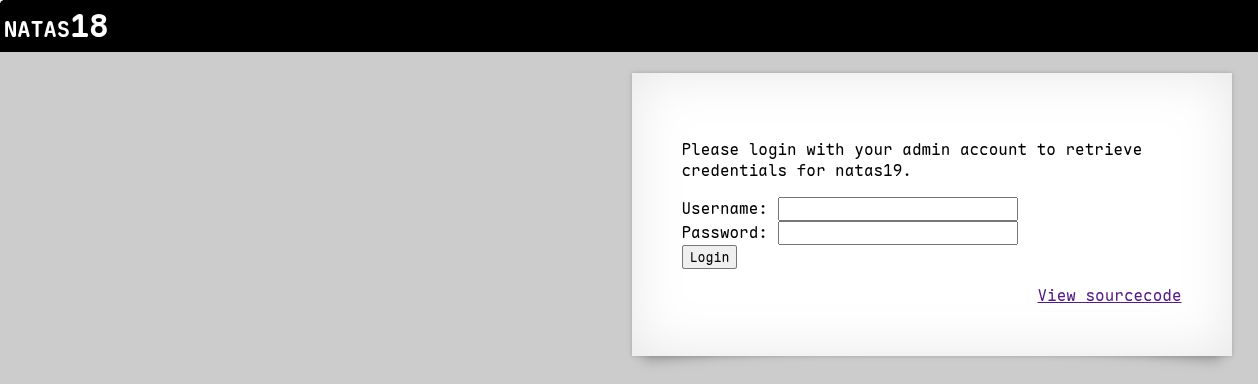 NATAS18
Please login with your admin account to retrieve
credentials for natas19.
Username:
Password:
Login
View sourcecode